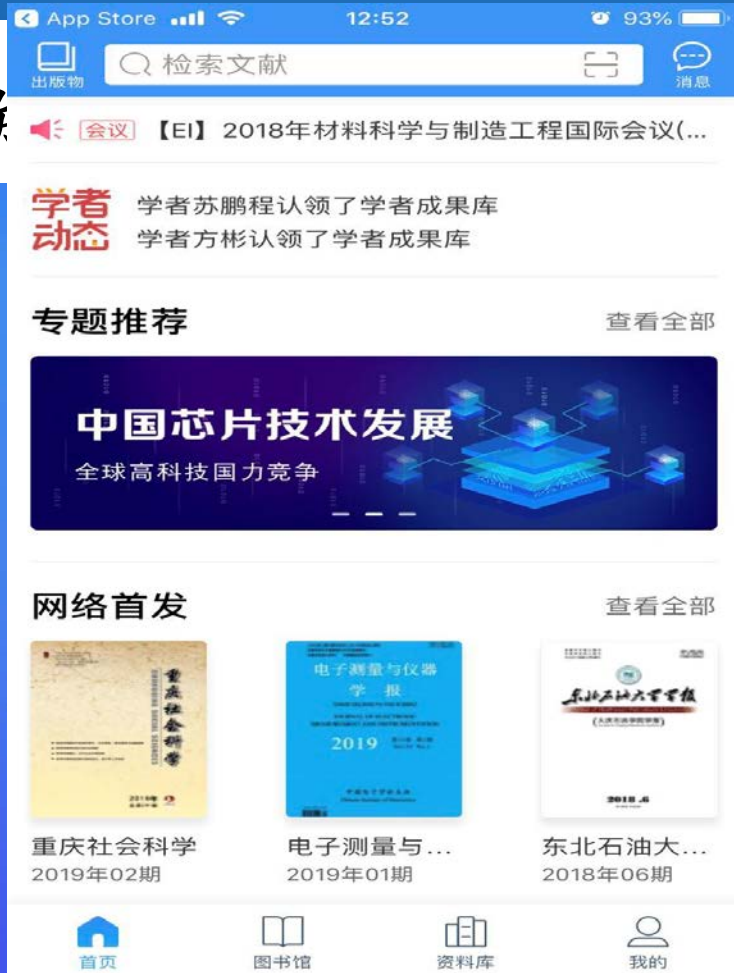 App Store 12:52 93%
出版物 检索文献 消息
会议 【EI】2018年材料科学与制造工程国际会议(...
学者动态
学者苏鹏程认领了学者成果库
学者方彬认领了学者成果库
专题推荐 查看全部
中国芯片技术发展
全球高科技国力竞争
网络首发 查看全部
重庆社会科学
电子测量与仪器
学 报
2019
东北石油大学学报
(大庆石油学院学报)
2018.6
重庆社会科学 电子测量与... 东北石油大...
2019年02期 2019年01期 2018年06期
首页 图书馆 资料库 我的